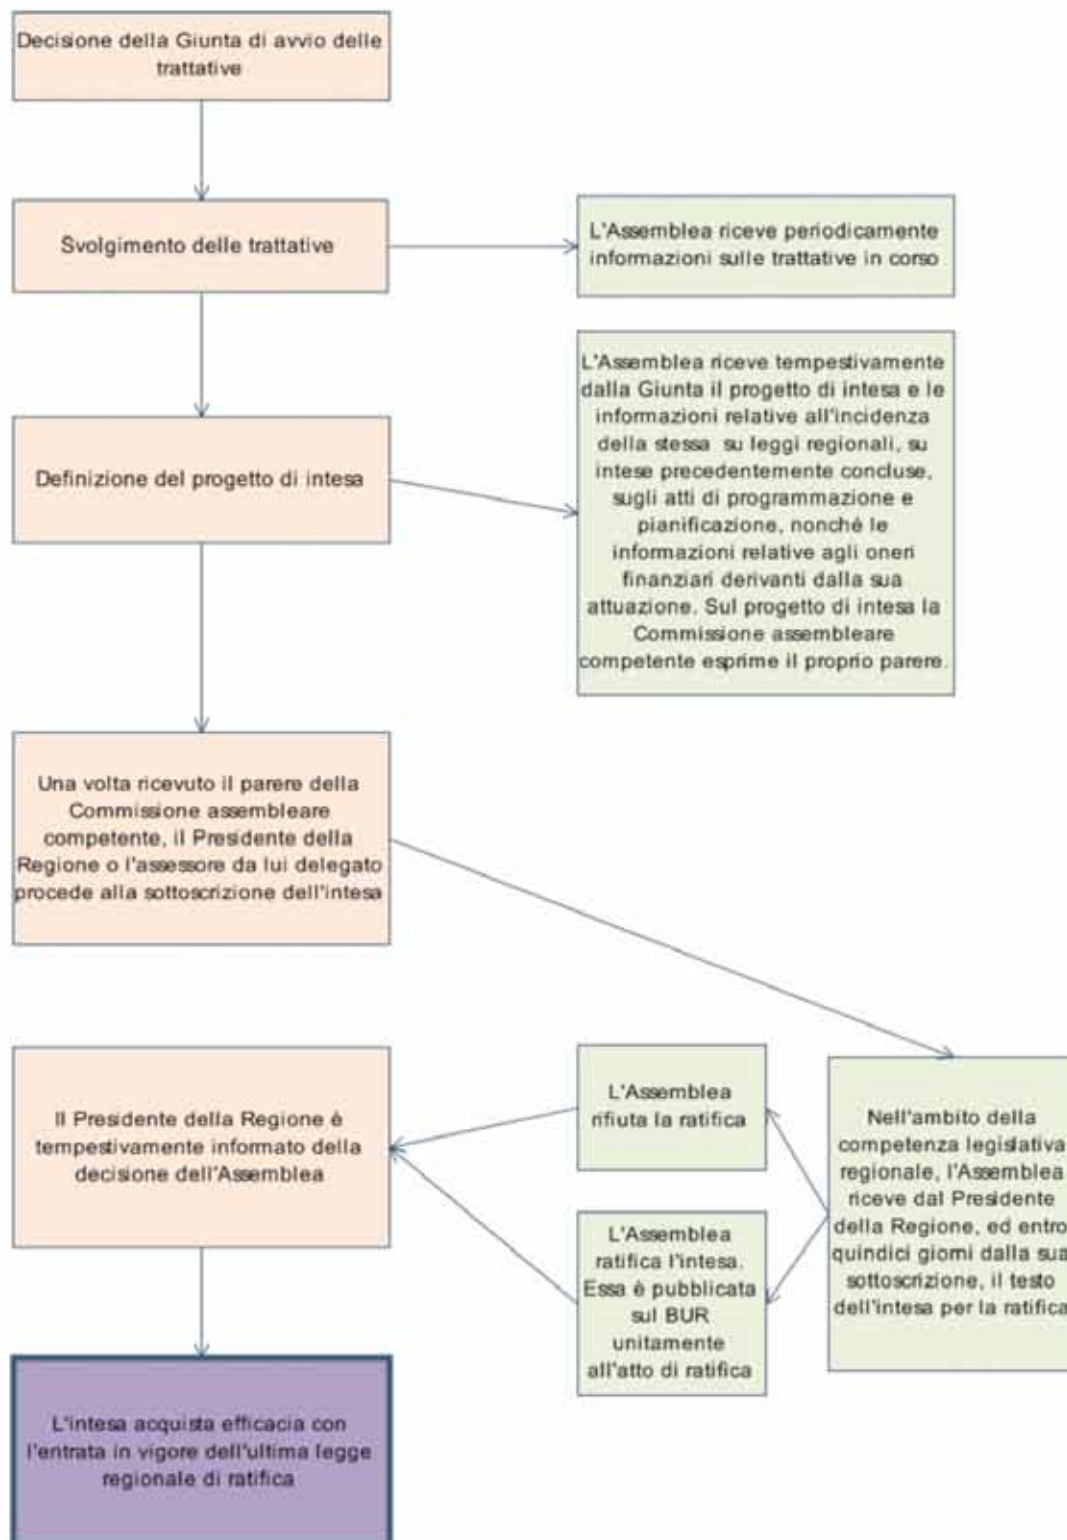 Decisione della Giunta di avvio delle
trattative
Svolgimento delle trattative
L'Assemblea riceve periodicamente
informazioni sulle trattative in corso
L'Assemblea riceve tempestivamente
dalla Giunta il progetto di intesa e le
informazioni relative all'incidenza
della stessa su leggi regionali, su
intese precedentemente concluse,
sugli atti di programmazione e
pianificazione, nonché le
informazioni relative agli oneri
finanziari derivanti dalla sua
attuazione. Sul progetto di intesa la
Commissione assembleare
competente esprime il proprio parere.
Definizione del progetto di intesa
Una volta ricevuto il parere della
Commissione assembleare
competente, il Presidente della
Regione o l'assessore da lui delegato
procede alla sottoscrizione dell'intesa
Nell'ambito della
competenza legislativa
regionale, l'Assemblea
riceve dal Presidente
della Regione, ed entro
quindici giorni dalla sua
sottoscrizione, il testo
dell'intesa per la ratifica
L'Assemblea
rifiuta la ratifica
L'Assemblea
ratifica l'intesa.
Essa è pubblicata
sul BUR
unitamente
all'atto di ratifica
Il Presidente della Regione è
tempestivamente informato della
decisione dell'Assemblea
L'intesa acquista efficacia con
l'entrata in vigore dell'ultima legge
regionale di ratifica